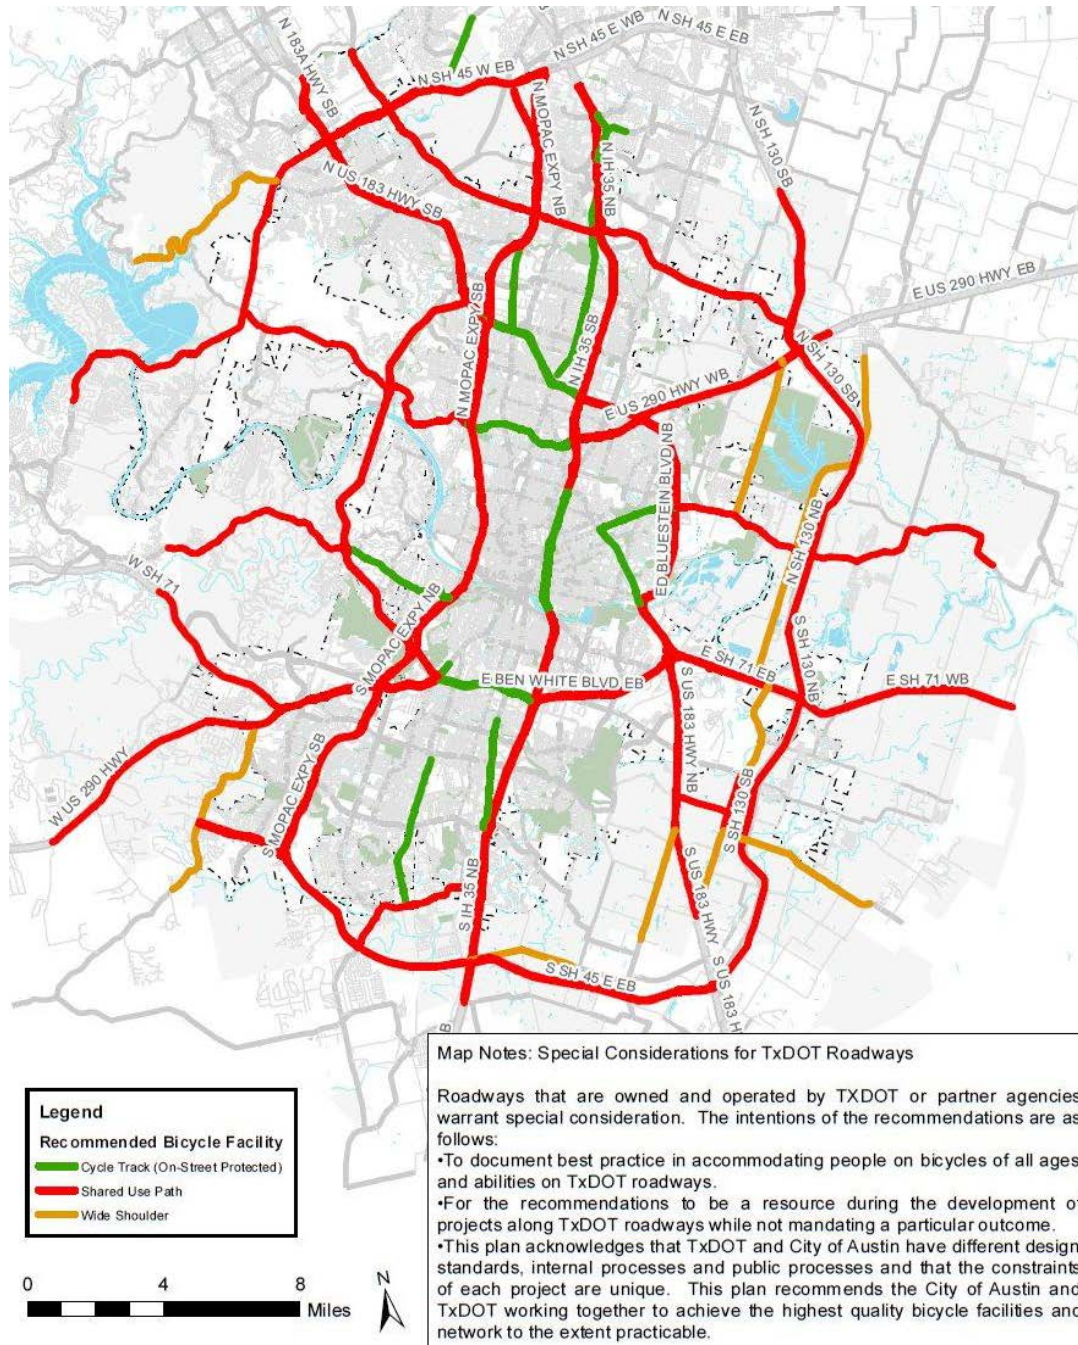 N SH 45 E WB
N SH 45 E EB
N 183A HWY SB
N SH 45 W EB
N MOPAC EXPY NB
N IH 35 NB
N SH 130 SB
N US 183 HWY SB
E US 290 HWY EB
N MOPAC EXPY SB
N IH 35 SB
N SH 130 SB
E US 290 HWY WB
ED BLUESTEIN BLVD NB
N SH 130 NB
W SH 71
S MOPAC EXPY NB
E BEN WHITE BLVD EB
E SH 71 EB
S SH 130 NB
E SH 71 WB
S US 183 HWY NB
W US 290 HWY
S MOPAC EXPY SB
S SH 130 SB
S IH 35 NB
S US 183 HWY
S SH 45 E EB
S US 183 H
B
Map Notes: Special Considerations for TxDOT Roadways
Roadways that are owned and operated by TXDOT or partner agencies
warrant special consideration. The intentions of the recommendations are as
follows:
•To document best practice in accommodating people on bicycles of all ages
and abilities on TxDOT roadways.
•For the recommendations to be a resource during the development of
projects along TxDOT roadways while not mandating a particular outcome.
•This plan acknowledges that TxDOT and City of Austin have different design
standards, internal processes and public processes and that the constraints
of each project are unique. This plan recommends the City of Austin and
TxDOT working together to achieve the highest quality bicycle facilities and
network to the extent practicable.
Legend
Recommended Bicycle Facility
Cycle Track (On-Street Protected)
Shared Use Path
Wide Shoulder
0 4 8
Miles
N